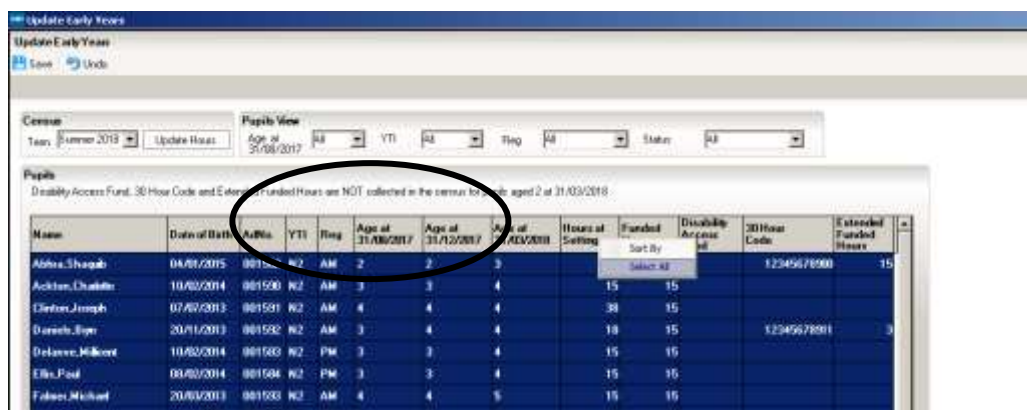 Update Early Years
Update Early Years
Save Undo
Census
Term Summer 2018 Update Hours
Pupils View
Age at 31/08/2017 All YTI All Reg All Status All
Pupils
Disability Access Fund, 30 Hour Code and Extended Funded Hours are NOT collected in the census for pupils aged 2 at 31/03/2018
Name Date of Birth AdNo. YTI Reg Age at 31/08/2017 Age at 31/12/2017 Age at 31/03/2018 Hours at Setting Funded Disability Access 30 Hour Code Extended Funded Hours
Sort By
Select All
04/01/2015 N2 AM 2 2 3 12345678900 15
10/02/2014 001590 N2 AM 3 3 4 15 15
Clinton, Joseph 07/07/2013 001591 N2 AM 4 4 4 30 15
Daniels, 20/11/2013 001592 N2 AM 3 4 4 18 15 12345678911 3
Delaney, Millicent 10/02/2014 001583 N2 PM 3 3 4 15 15
Ellis, Paul 08/02/2014 001584 N2 PM 3 3 4 15 15
Michael 20/03/2013 001593 N2 AM 4 4 5 15 15